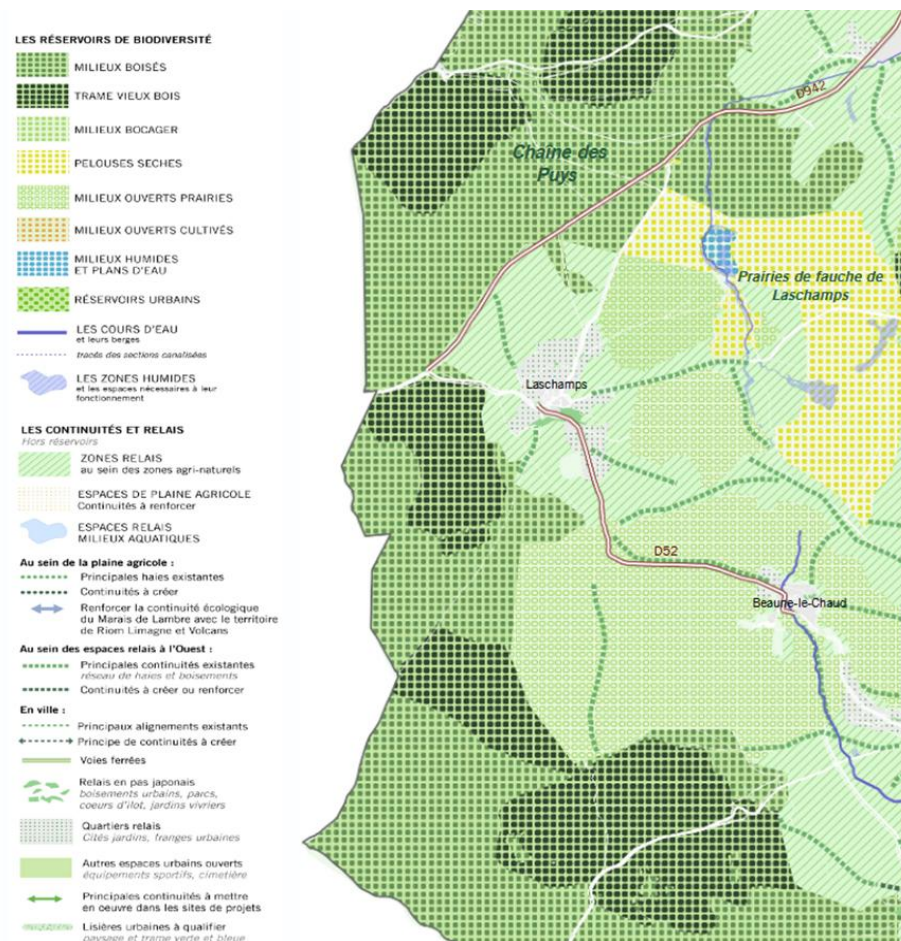 LES RÉSERVOIRS DE BIODIVERSITÉ
MILIEUX BOISÉS
TRAME VIEUX BOIS
MILIEUX BOCAGER
PELOUSES SECHES
MILIEUX OUVERTS PRAIRIES
MILIEUX OUVERTS CULTIVÉS
MILIEUX HUMIDES
ET PLANS D'EAU
RÉSERVOIRS URBAINS
LES COURS D'EAU
et leurs berges
tracés des sections canalisées
LES ZONES HUMIDES
et les espaces nécessaires à leur
fonctionnement
LES CONTINUITÉS ET RELAIS
Hors réservoirs
ZONES RELAIS
au sein des zones agri-naturels
ESPACES DE PLAINE AGRICOLE
Continuités à renforcer
ESPACES RELAIS
MILIEUX AQUATIQUES
Au sein de la plaine agricole :
Principales haies existantes
Continuités à créer
Renforcer la continuité écologique
du Marais de Lambre avec le territoire
de Riom Limagne et Volcans
Au sein des espaces relais à l'Ouest :
Principales continuités existantes
réseau de haies et boisements
Continuités à créer ou renforcer
En ville :
Principaux alignements existants
Principe de continuités à créer
Voies ferrées
Relais en pas japonais
boisements urbains, parcs,
coeurs d'ilot, jardins vivriers
Quartiers relais
Cités jardins, franges urbaines
Autres espaces urbains ouverts
équipements sportifs, cimetière
Principales continuités à mettre
en oeuvre dans les sites de projets
Lisières urbaines à qualifier
paysage et trame verte et bleue
D942
Chaîne des
Puys
Prairies de fauche de
Laschamps
Laschamps
D52
Beaune-le-Chaud